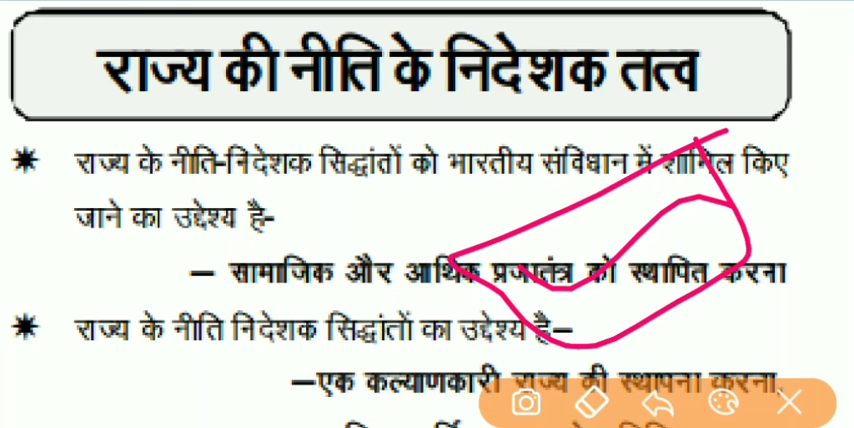 राज्य की नीति के निदेशक तत्व
राज्य के नीति-निदेशक सिद्धांतों को भारतीय संविधान में शामिल किए
जाने का उद्देश्य है-
– सामाजिक और आर्थिक प्रजातंत्र को स्थापित करना
राज्य के नीति निदेशक सिद्धांतों का उद्देश्य है–
–एक कल्याणकारी राज्य की स्थापना करना,